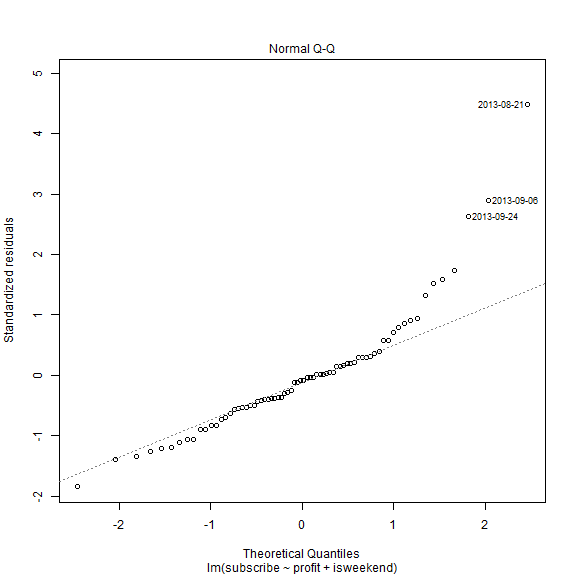 Normal Q-Q
5
4
3
2
1
0
-1
-2
Standardized residuals
2013-08-21
2013-09-06
2013-09-24
-2 -1 0 1 2
Theoretical Quantiles
lm(subscribe ~ profit + isweekend)